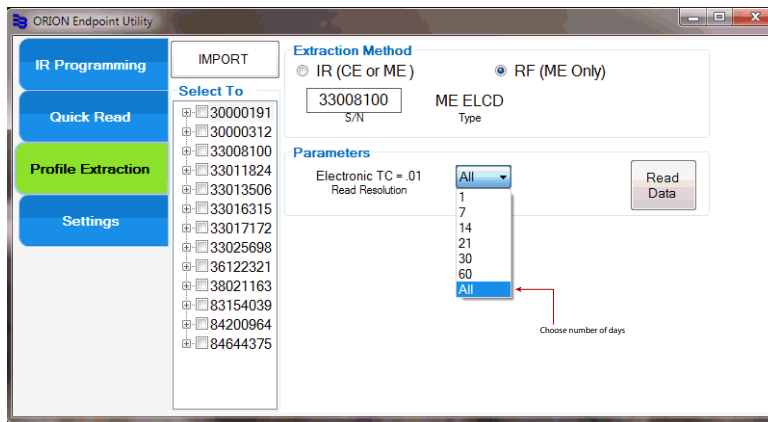 ORION Endpoint Utility
IR Programming
Quick Read
Profile Extraction
Settings
IMPORT
Select To
30000191
30000312
33008100
33011824
33013506
33016315
33017172
33025698
36122321
38021163
83154039
84200964
84644375
Extraction Method
IR (CE or ME)
RF (ME Only)
33008100
S/N
ME ELCD
Type
Parameters
Electronic TC = .01
Read Resolution
All
1
7
14
21
30
60
All
Read
Data
Choose number of days